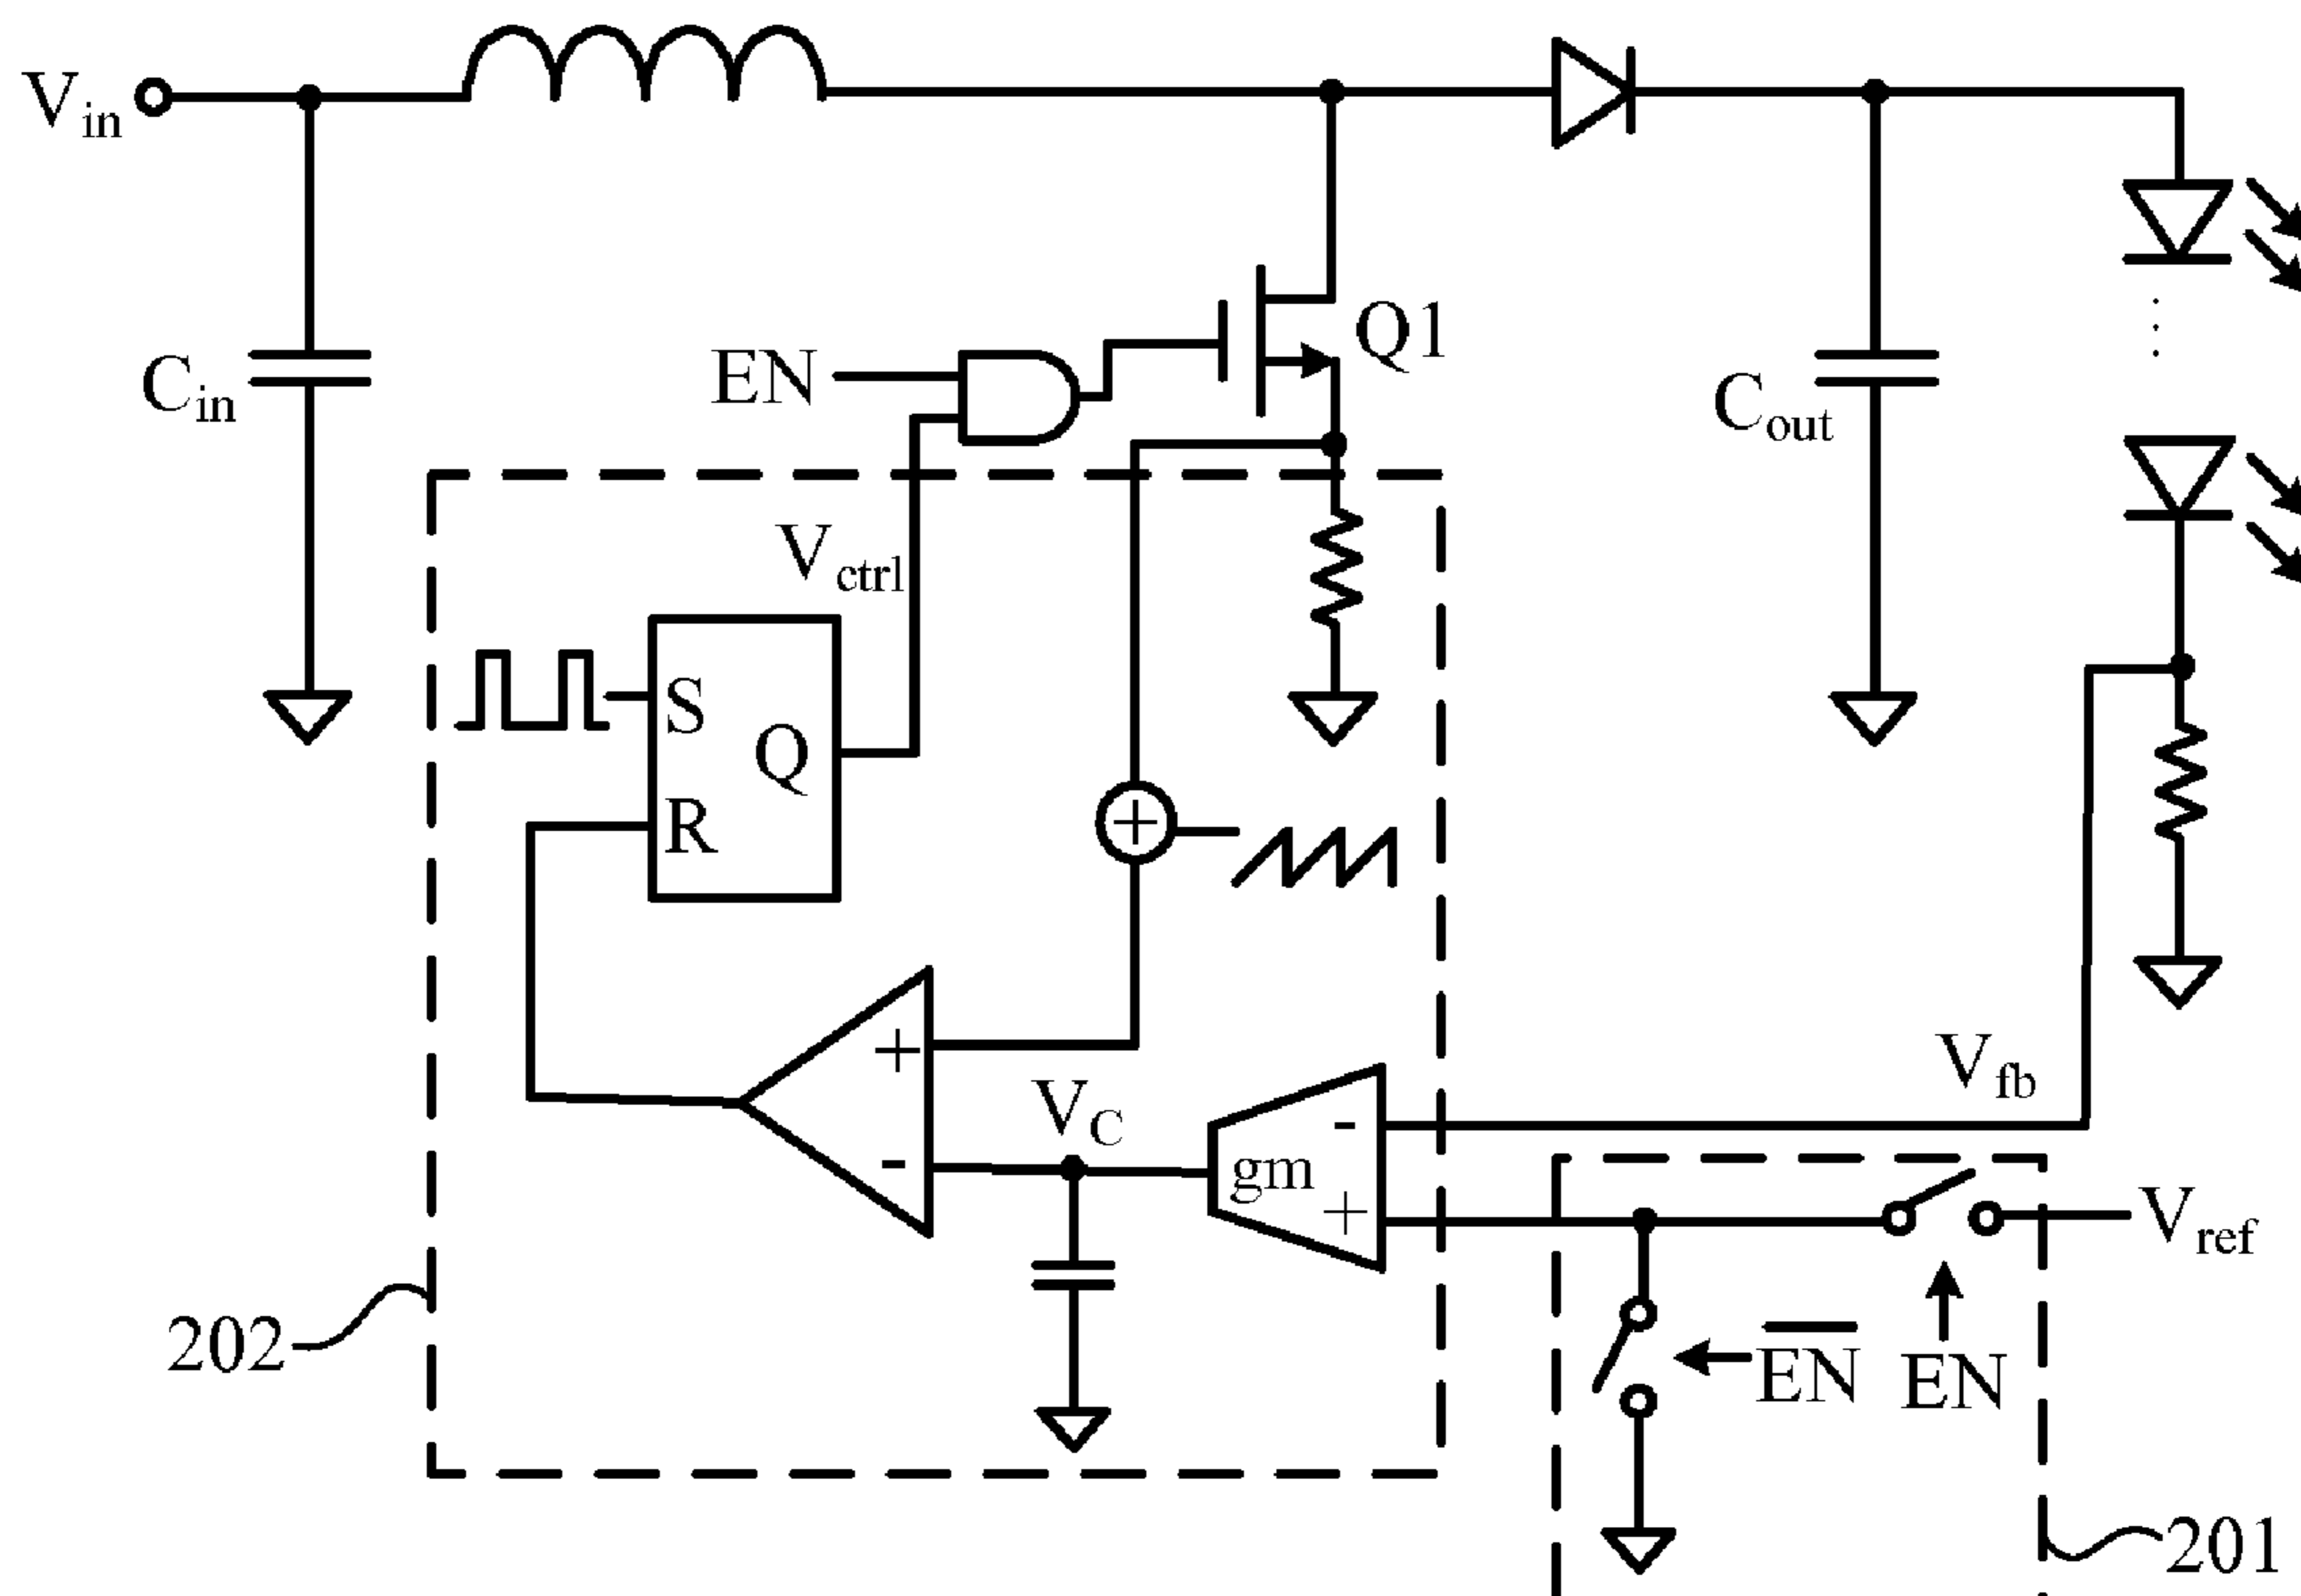 Vin
Cin
EN
Q1
Cout
Vctrl
S
Q
R
+
+
-
VC
gm
-
+
Vfb
Vref
EN
EN
202
201